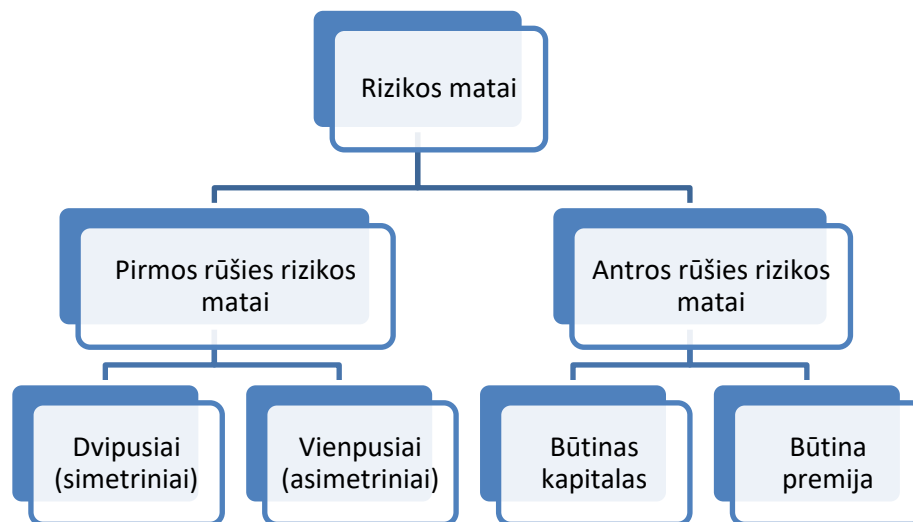 Rizikos matai
Pirmos rūšies rizikos
matai
Antros rūšies rizikos
matai
Dvipusiai
(simetriniai)
Vienpusiai
(asimetriniai)
Būtinas
kapitalas
Būtina
premija